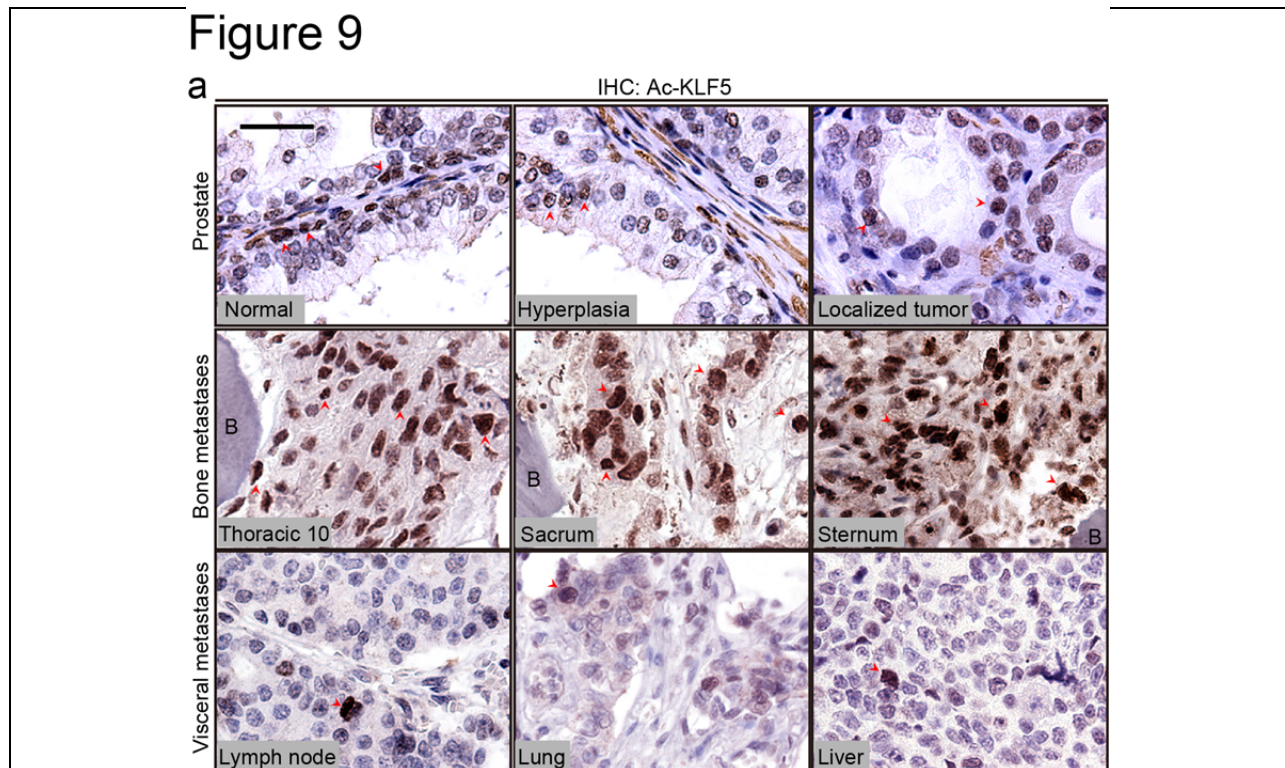 Figure 9
a
IHC: Ac-KLF5
Prostate
Normal
Hyperplasia
Localized tumor
Bone metastases
B
Thoracic 10
B
Sacrum
B
Sternum
Visceral metastases
Lymph node
Lung
Liver